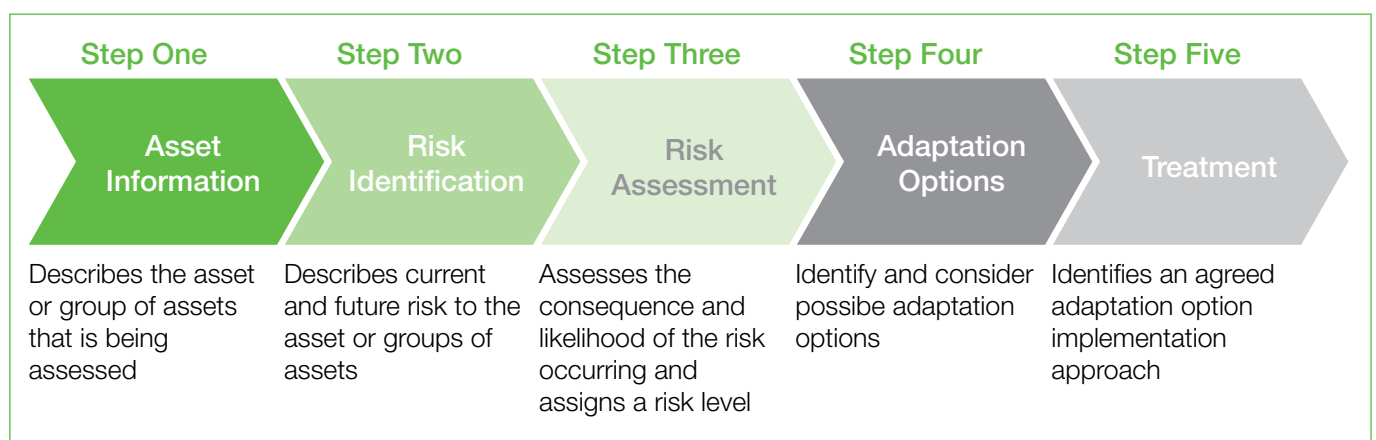 Step One
Asset
Information
Describes the asset
or group of assets
that is being
assessed
Step Two
Risk
Identification
Describes current
and future risk to the
asset or groups of
assets
Step Three
Risk
Assessment
Assesses the
consequence and
likelihood of the risk
occurring and
assigns a risk level
Step Four
Adaptation
Options
Identify and consider
possibe adaptation
options
Step Five
Treatment
Identifies an agreed
adaptation option
implementation
approach